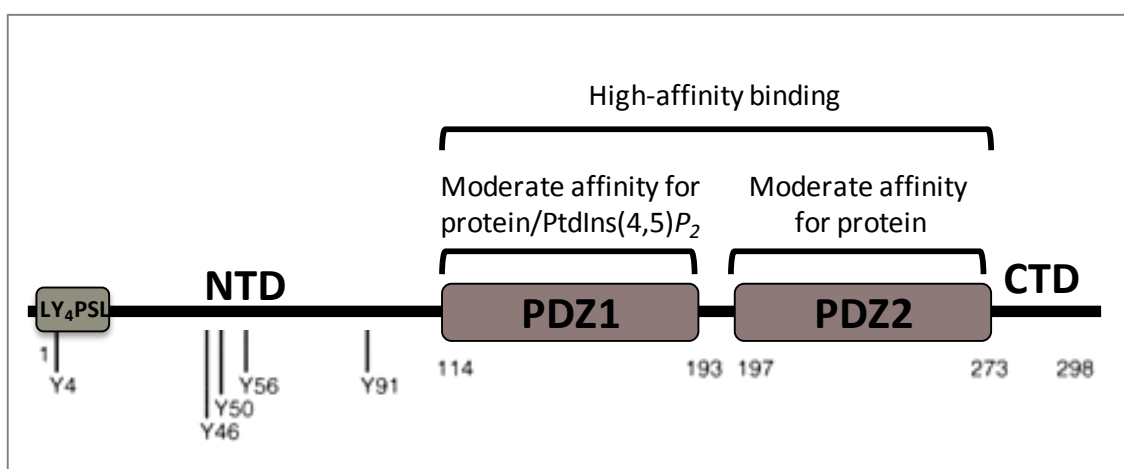 High-affinity binding
Moderate affinity for
protein/PtdIns(4,5)P₂
Moderate affinity
for protein
NTD
CTD
LY₄PSL
PDZ1
PDZ2
1
Y4
Y46
Y50
Y56
Y91
114
193
197
273
298